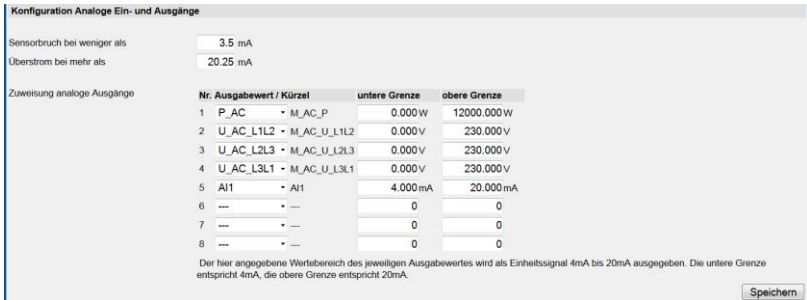 Konfiguration Analoge Ein- und Ausgänge
Sensorbruch bei weniger als 3.5 mA
Überstrom bei mehr als 20.25 mA
Zuweisung analoge Ausgänge
Nr. Ausgabewert / Kürzel untere Grenze obere Grenze
1 P_AC M_AC_P 0.000 W 12000.000 W
2 U_AC_L1L2 M_AC_U_L1L2 0.000 V 230.000 V
3 U_AC_L2L3 M_AC_U_L2L3 0.000 V 230.000 V
4 U_AC_L3L1 M_AC_U_L3L1 0.000 V 230.000 V
5 AI1 AI1 4.000 mA 20.000 mA
6 --- --- 0 0
7 --- --- 0 0
8 --- --- 0 0
Der hier angegebene Wertebereich des jeweiligen Ausgabewertes wird als Einheitssignal 4mA bis 20mA ausgegeben. Die untere Grenze
entspricht 4mA, die obere Grenze entspricht 20mA.
Speichern